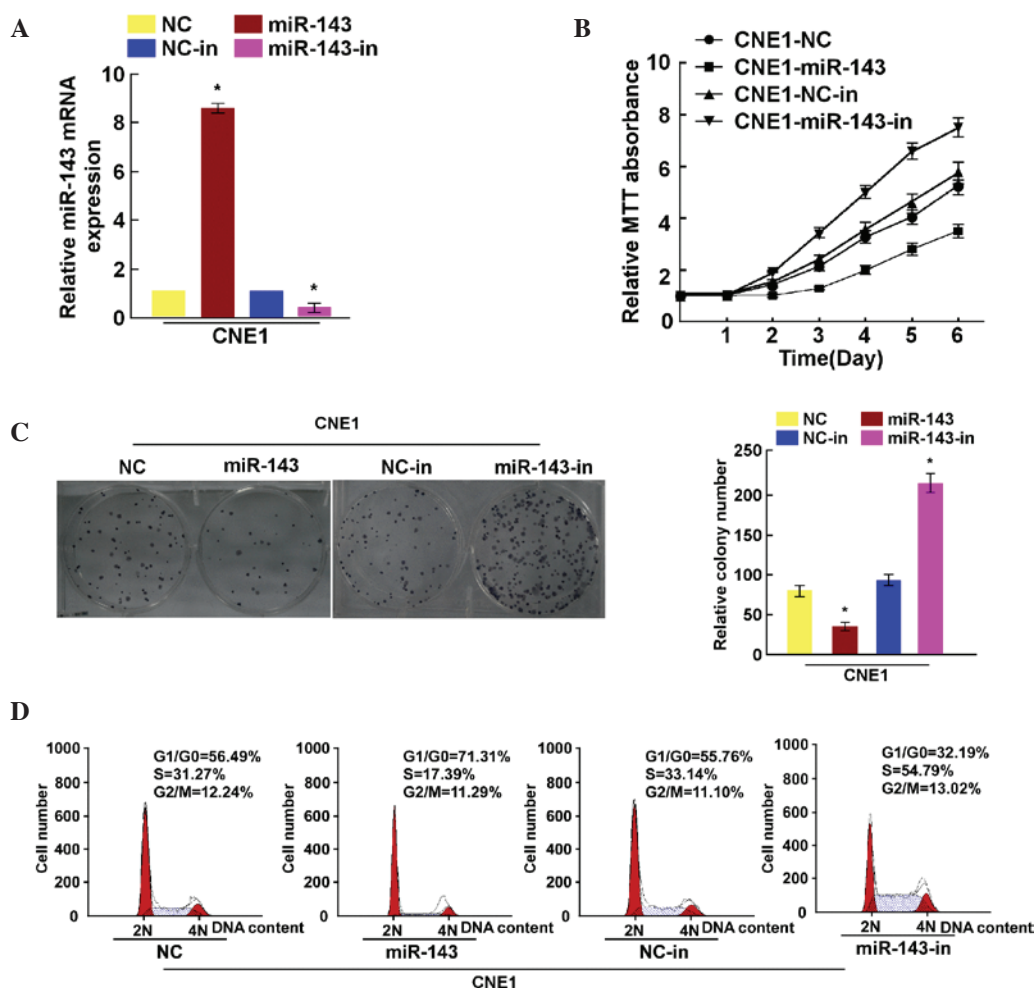 A
NC miR-143
NC-in miR-143-in
Relative miR-143 mRNA
expression
10
8
6
4
2
0
*
*
CNE1
B
CNE1-NC
CNE1-miR-143
CNE1-NC-in
CNE1-miR-143-in
Relative MTT absorbance
10
8
6
4
2
0
1 2 3 4 5 6
Time(Day)
C
CNE1
NC miR-143 NC-in miR-143-in
NC miR-143
NC-in miR-143-in
Relative colony number
250
200
150
100
50
0
*
*
CNE1
D
Cell number
1000
800
600
400
200
0
G1/G0=56.49%
S=31.27%
G2/M=12.24%
2N 4N DNA content
NC
Cell number
1000
800
600
400
200
0
G1/G0=71.31%
S=17.39%
G2/M=11.29%
2N 4N DNA content
miR-143
Cell number
1000
800
600
400
200
0
G1/G0=55.76%
S=33.14%
G2/M=11.10%
2N 4N DNA content
NC-in
Cell number
1000
800
600
400
200
0
G1/G0=32.19%
S=54.79%
G2/M=13.02%
2N 4N DNA content
miR-143-in
CNE1